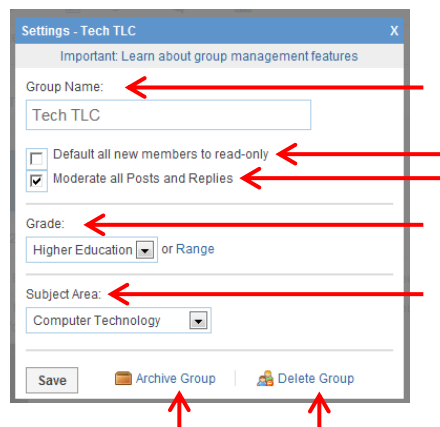 Settings - Tech TLC X
Important: Learn about group management features
Group Name:
Tech TLC
Default all new members to read-only
Moderate all Posts and Replies
Grade:
Higher Education or Range
Subject Area:
Computer Technology
Save Archive Group Delete Group